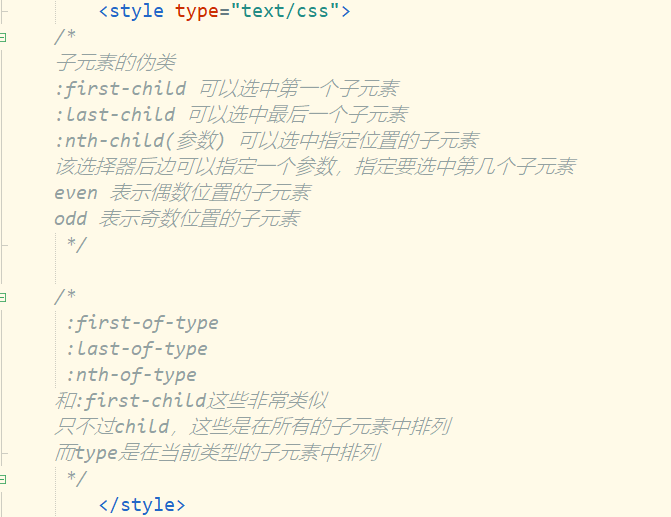 <style type="text/css">
/*
子元素的伪类
:first-child 可以选中第一个子元素
:last-child 可以选中最后一个子元素
:nth-child(参数) 可以选中指定位置的子元素
该选择器后边可以指定一个参数，指定要选中第几个子元素
even 表示偶数位置的子元素
odd 表示奇数位置的子元素
*/
/*
:first-of-type
:last-of-type
:nth-of-type
和:first-child这些非常类似
只不过child，这些是在所有的子元素中排列
而type是在当前类型的子元素中排列
*/
</style>